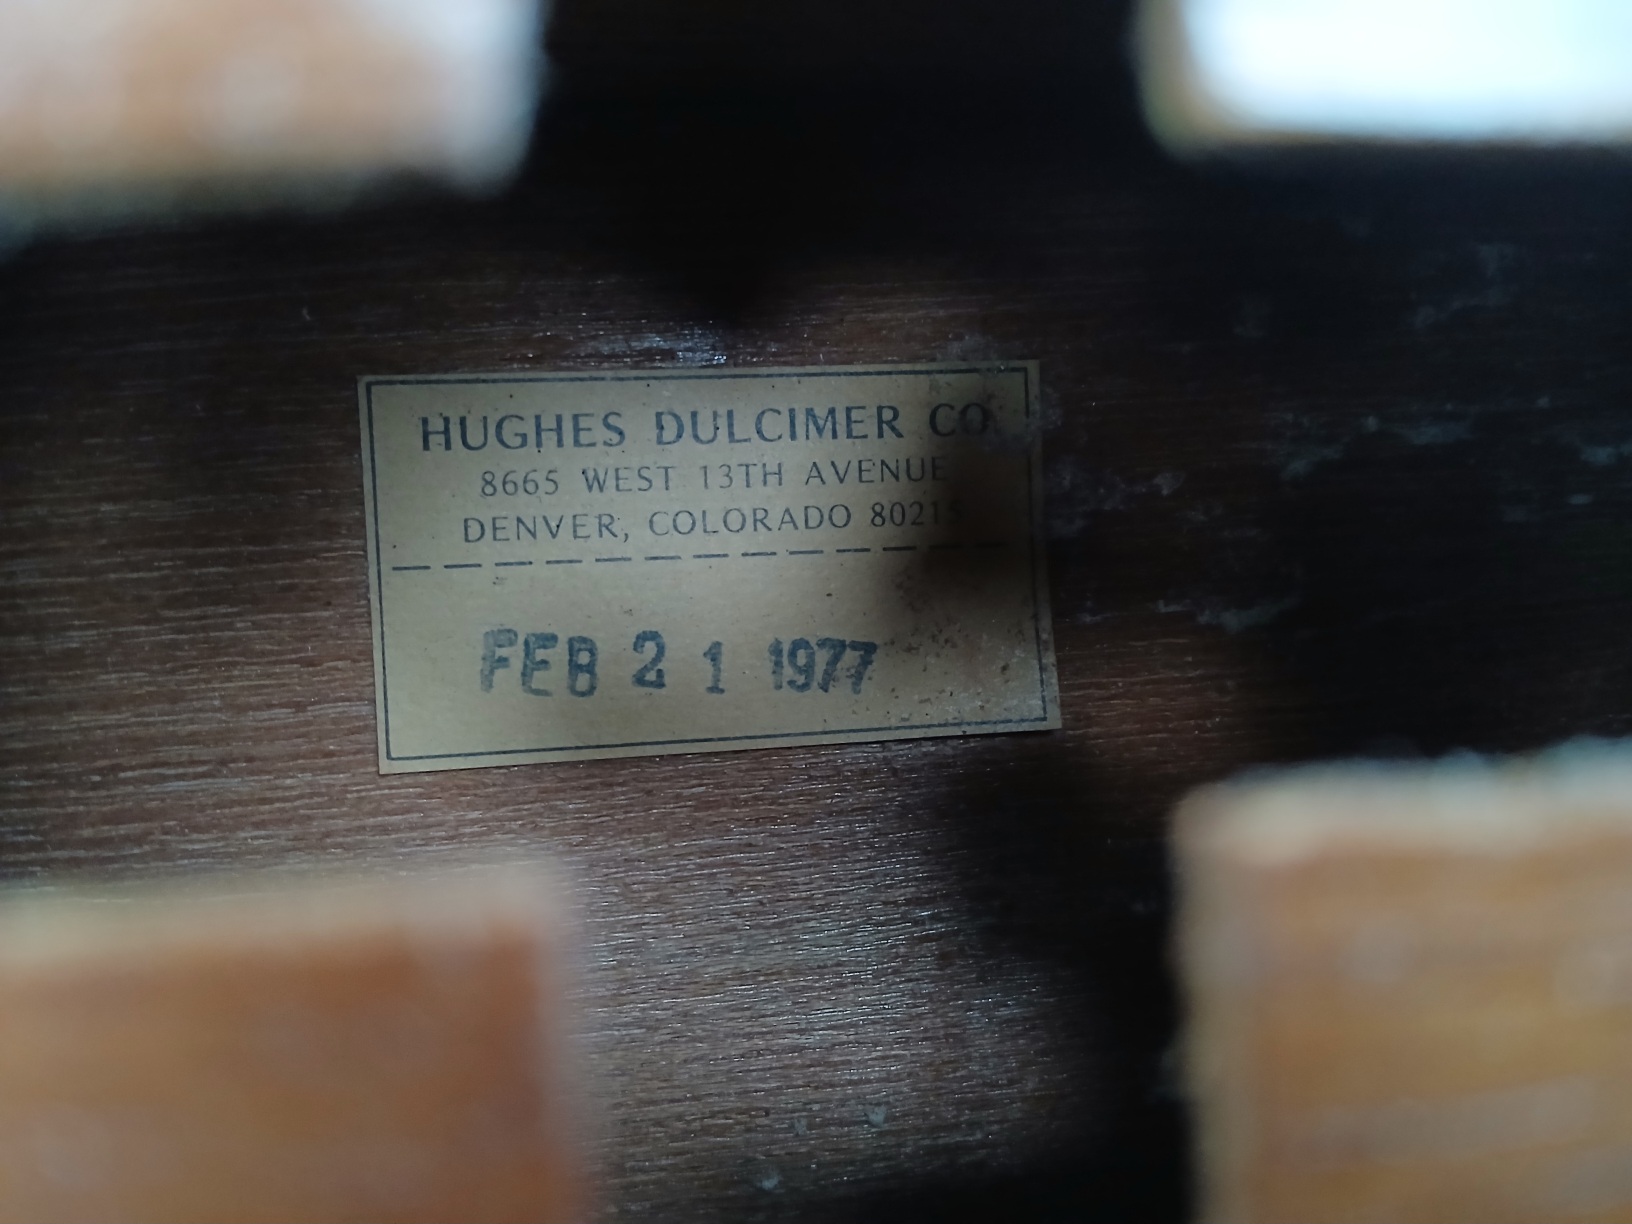 HUGHES DULCIMER CO.
8665 WEST 13TH AVENUE
DENVER, COLORADO 80215
FEB 21 1977